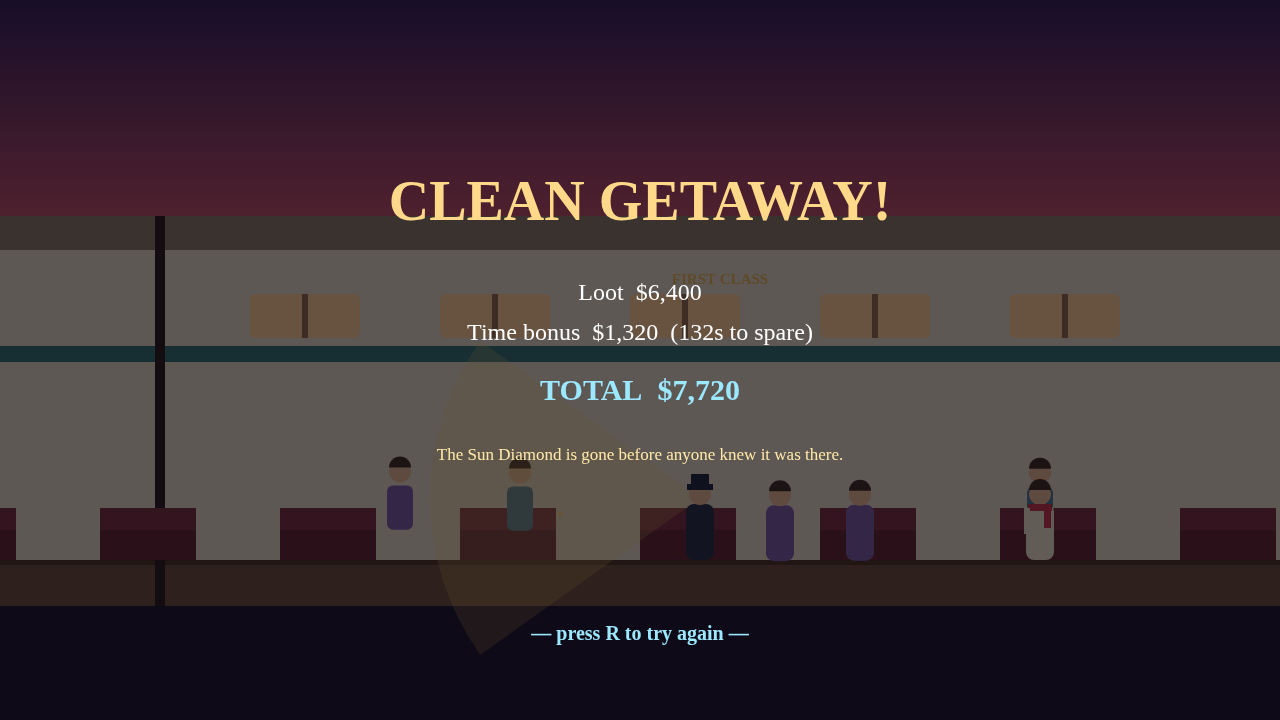 CLEAN GETAWAY!
FIRST CLASS
Loot $6,400
Time bonus $1,320 (132s to spare)
TOTAL $7,720
The Sun Diamond is gone before anyone knew it was there.
— press R to try again —